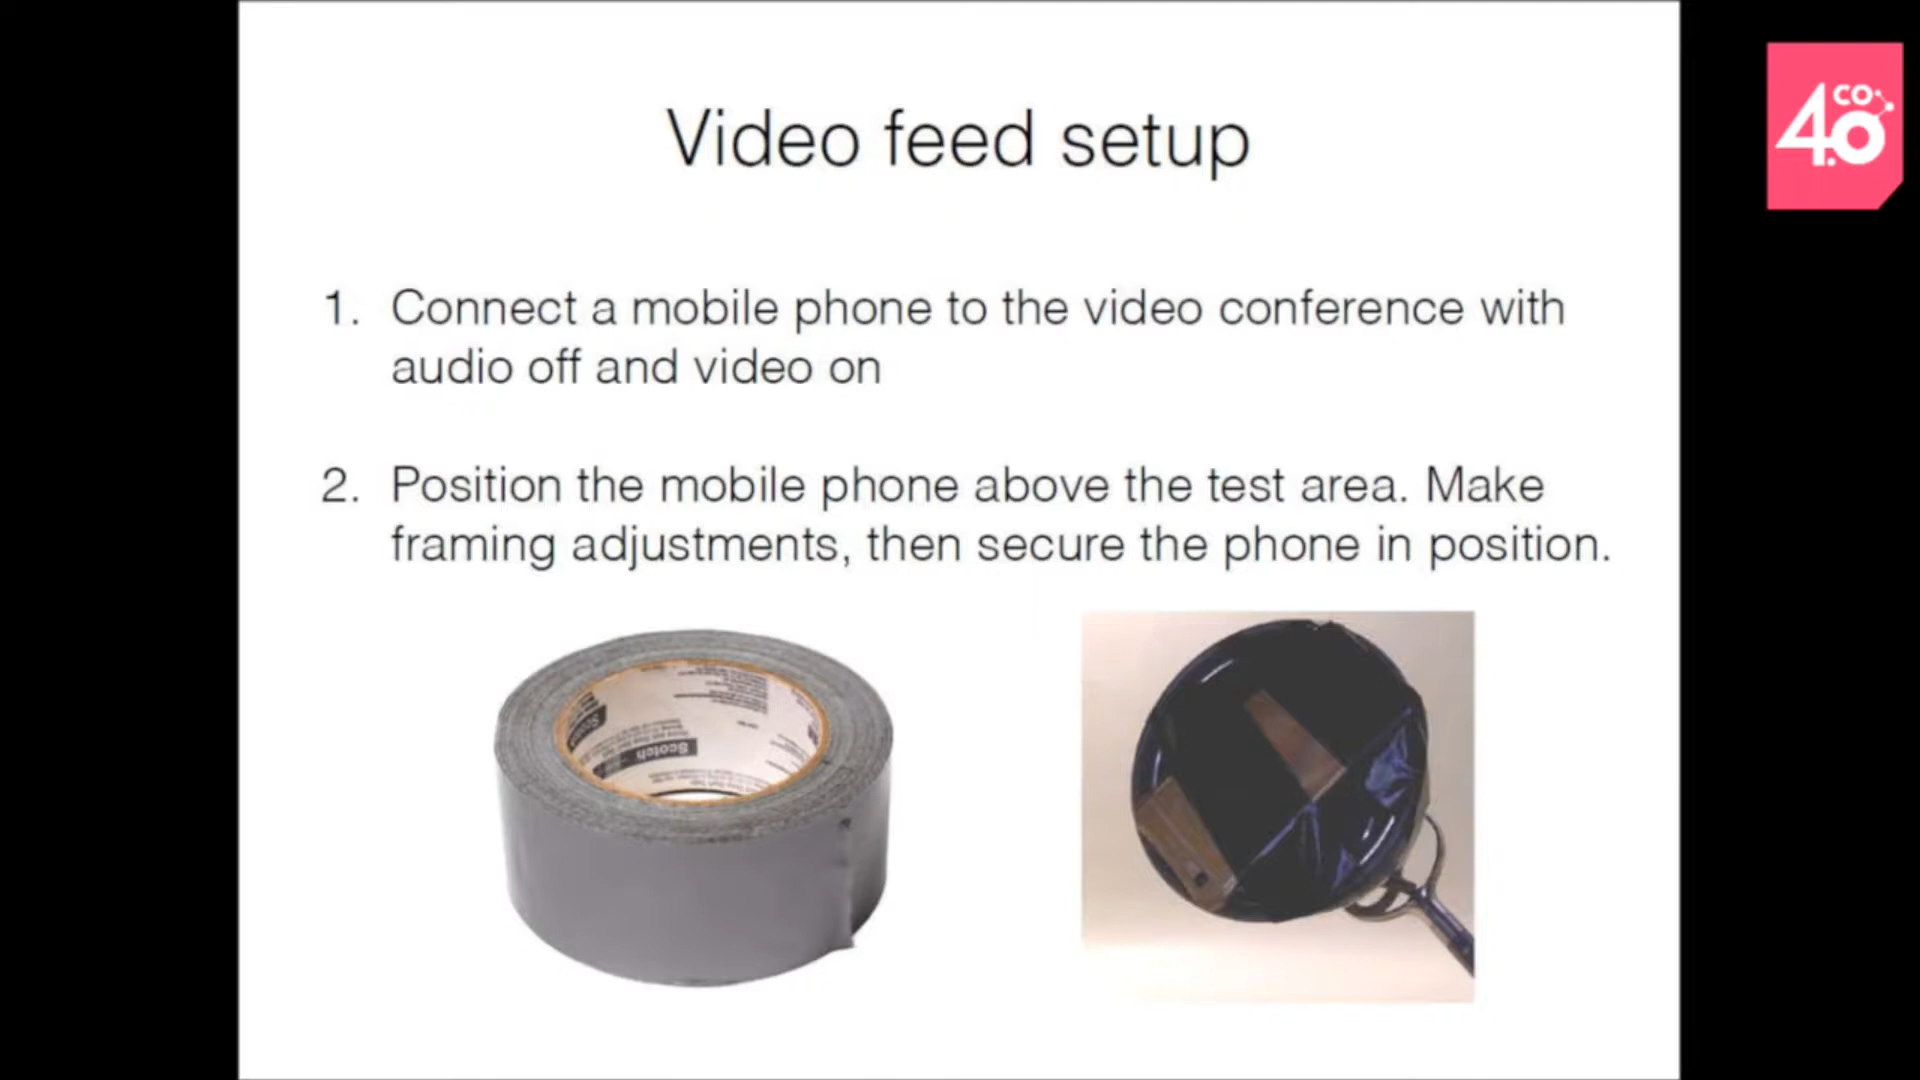 Video feed setup
CO
4.0
1. Connect a mobile phone to the video conference with
audio off and video on
2. Position the mobile phone above the test area. Make
framing adjustments, then secure the phone in position.
Scotch
Scotch